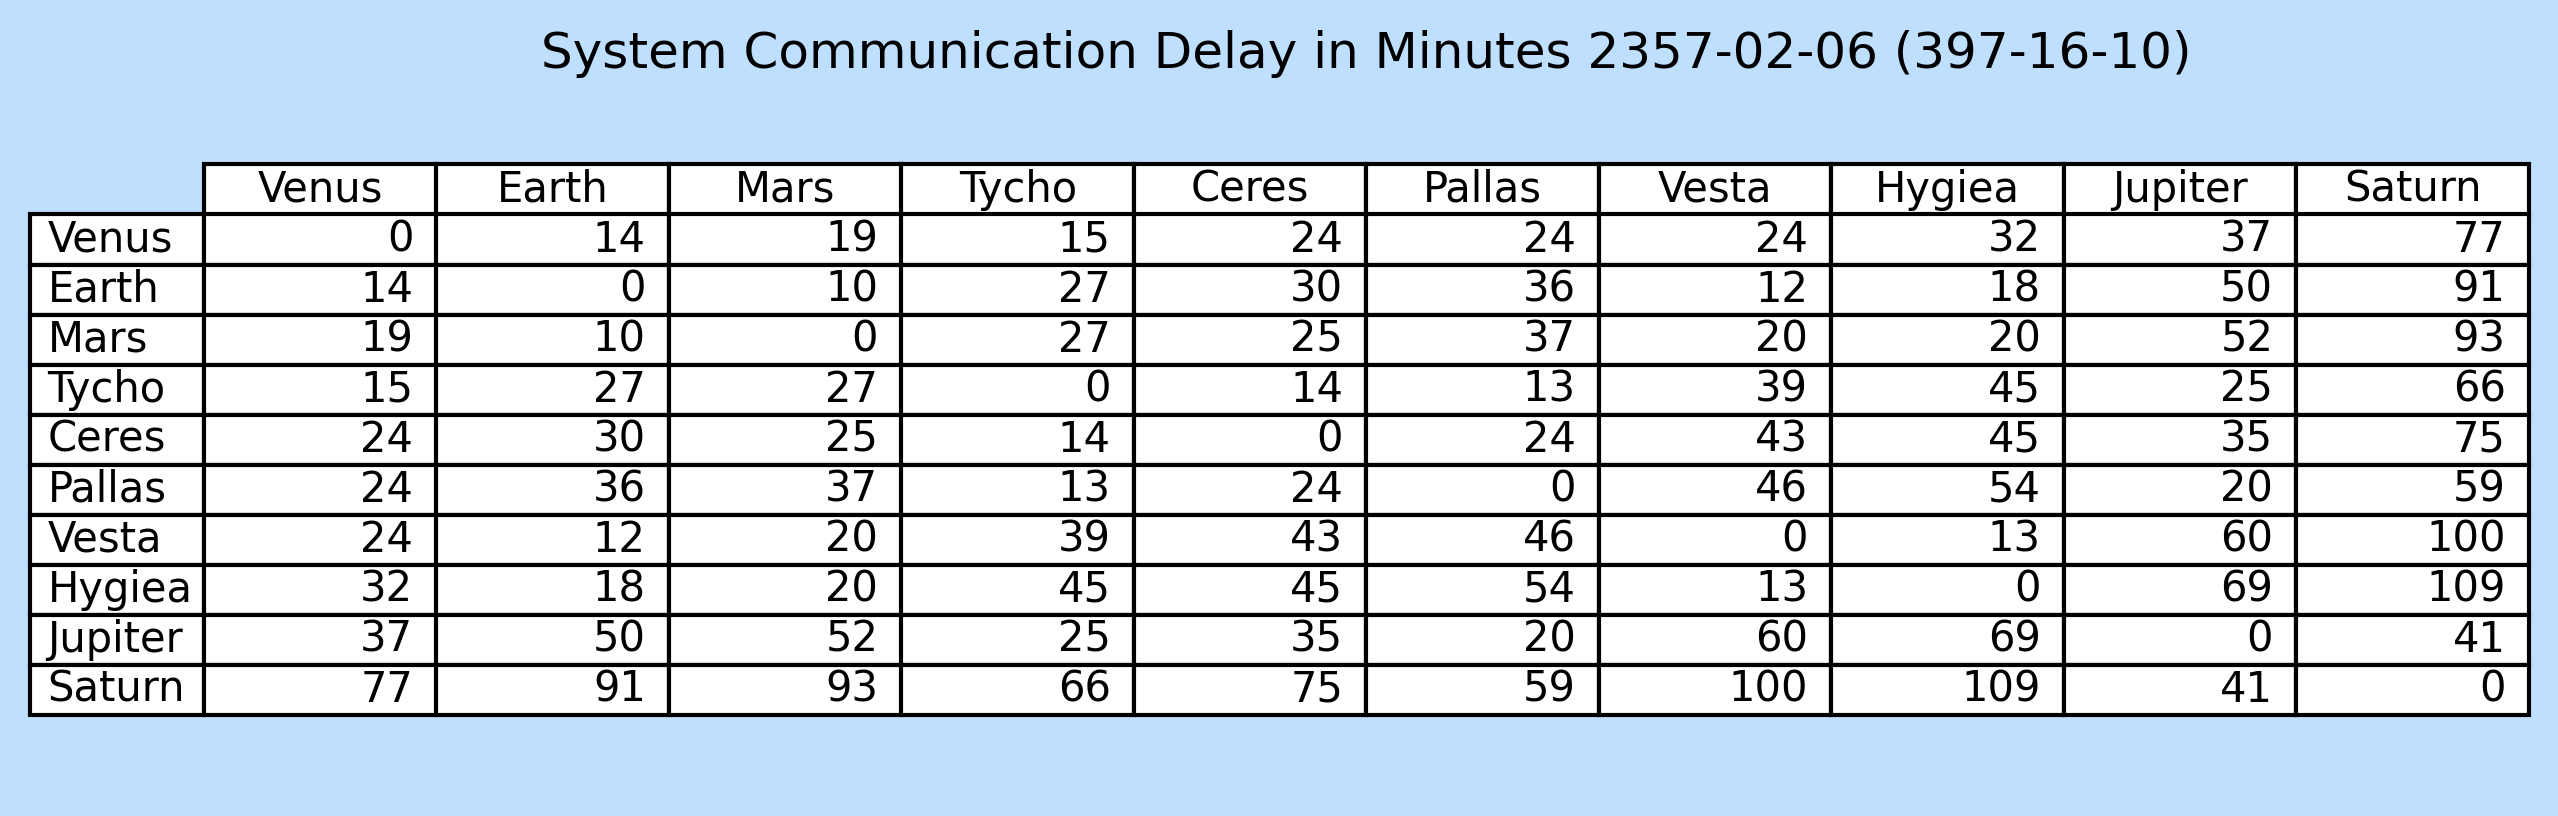 System Communication Delay in Minutes 2357-02-06 (397-16-10)
Venus Earth Mars Tycho Ceres Pallas Vesta Hygiea Jupiter Saturn
Venus 0 14 19 15 24 24 24 32 37 77
Earth 14 0 10 27 30 36 12 18 50 91
Mars 19 10 0 27 25 37 20 20 52 93
Tycho 15 27 27 0 14 13 39 45 25 66
Ceres 24 30 25 14 0 24 43 45 35 75
Pallas 24 36 37 13 24 0 46 54 20 59
Vesta 24 12 20 39 43 46 0 13 60 100
Hygiea 32 18 20 45 45 54 13 0 69 109
Jupiter 37 50 52 25 35 20 60 69 0 41
Saturn 77 91 93 66 75 59 100 109 41 0